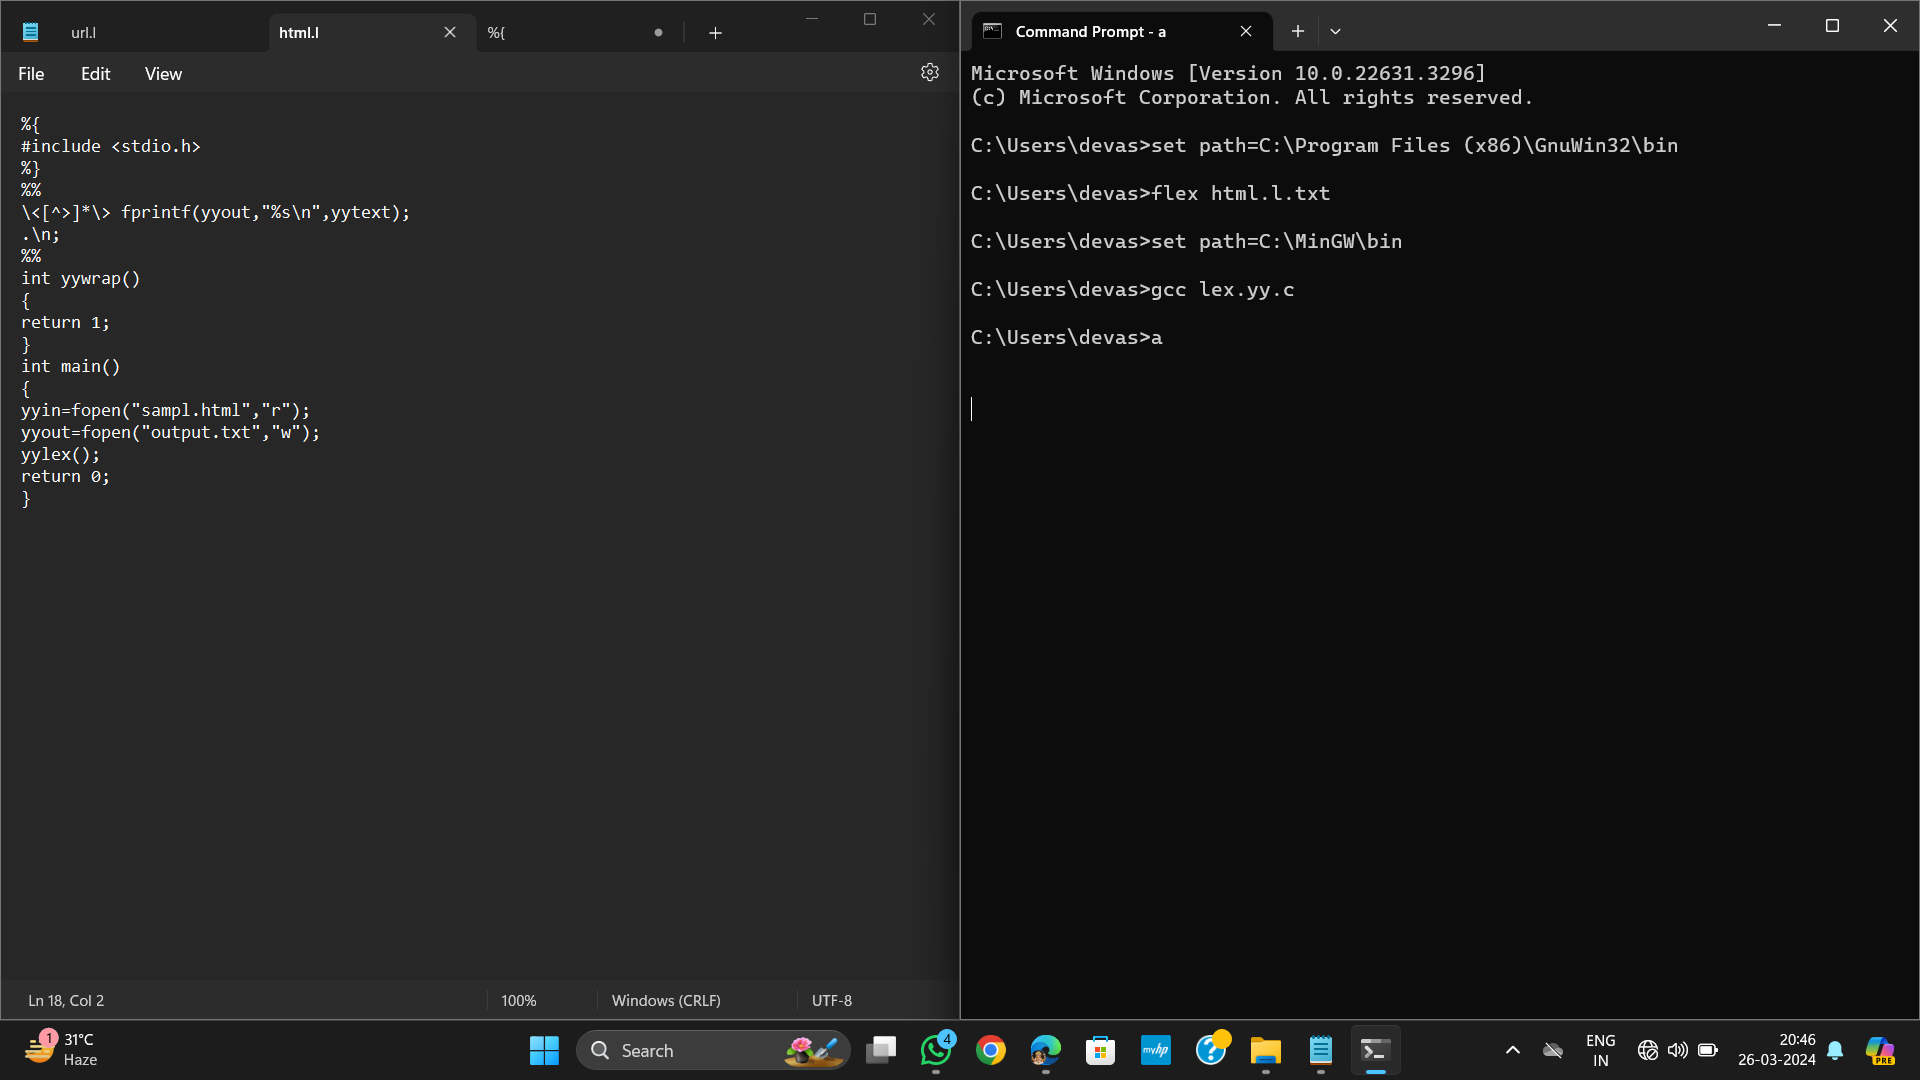 url.l
html.l
%{
File
Edit
View
%{
#include <stdio.h>
%}
%%
\<[^>]*\> fprintf(yyout,"%s\n",yytext);
.\n;
%%
int yywrap()
{
return 1;
}
int main()
{
yyin=fopen("sampl.html","r");
yyout=fopen("output.txt","w");
yylex();
return 0;
}
Ln 18, Col 2
100%
Windows (CRLF)
UTF-8
Command Prompt - a
Microsoft Windows [Version 10.0.22631.3296]
(c) Microsoft Corporation. All rights reserved.
C:\Users\devas>set path=C:\Program Files (x86)\GnuWin32\bin
C:\Users\devas>flex html.l.txt
C:\Users\devas>set path=C:\MinGW\bin
C:\Users\devas>gcc lex.yy.c
C:\Users\devas>a
1
31°C
Haze
Search
4
myhp
?
ENG
IN
20:46
26-03-2024
PRE